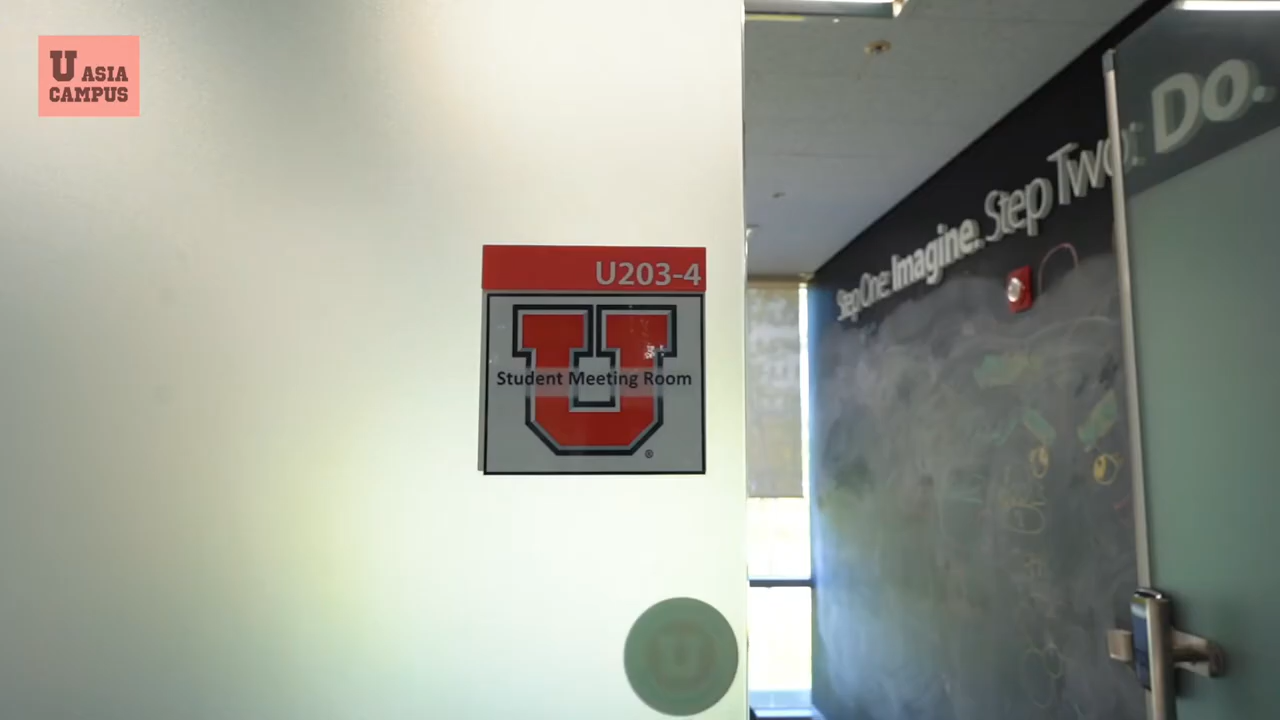 U ASIA
CAMPUS
U203-4
U
Student Meeting Room
®
Step One: Imagine. Step Two: Do.
U